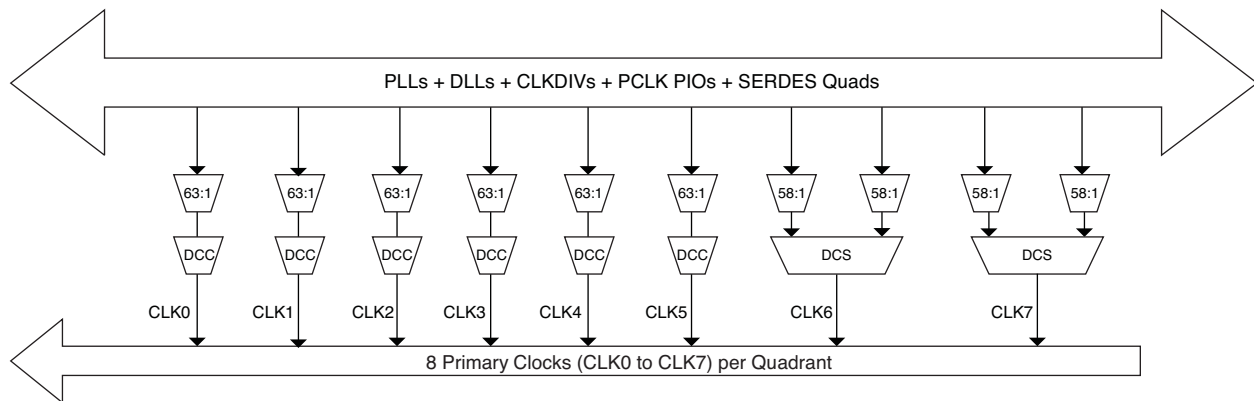 PLLs + DLLs + CLKDIVs + PCLK PIOs + SERDES Quads
63:1 63:1 63:1 63:1 63:1 63:1 58:1 58:1 58:1 58:1
DCC DCC DCC DCC DCC DCC DCS DCS
CLK0 CLK1 CLK2 CLK3 CLK4 CLK5 CLK6 CLK7
8 Primary Clocks (CLK0 to CLK7) per Quadrant